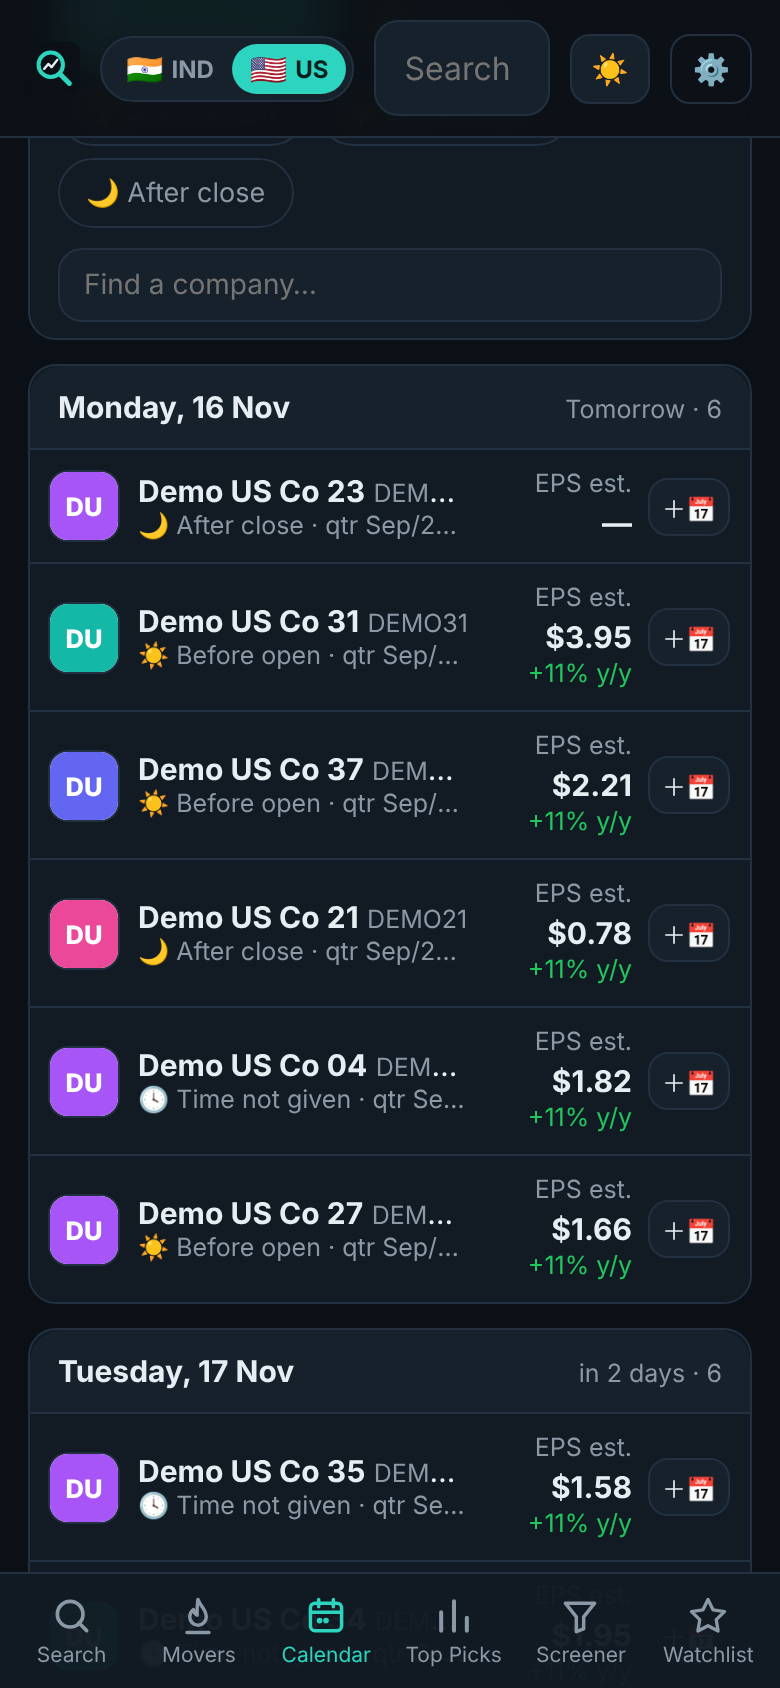 IND US Search
After close
Find a company...
Monday, 16 Nov Tomorrow · 6
DU Demo US Co 23 DEM... EPS est.
After close · qtr Sep/2... —
+
DU Demo US Co 31 DEMO31 EPS est.
Before open · qtr Sep/... $3.95
+11% y/y
+
DU Demo US Co 37 DEM... EPS est.
Before open · qtr Sep/... $2.21
+11% y/y
+
DU Demo US Co 21 DEMO21 EPS est.
After close · qtr Sep/2... $0.78
+11% y/y
+
DU Demo US Co 04 DEM... EPS est.
Time not given · qtr Se... $1.82
+11% y/y
+
DU Demo US Co 27 DEM... EPS est.
Before open · qtr Sep/... $1.66
+11% y/y
+
Tuesday, 17 Nov in 2 days · 6
DU Demo US Co 35 DEM... EPS est.
Time not given · qtr Se... $1.58
+11% y/y
+
Search Movers Calendar Top Picks Screener Watchlist